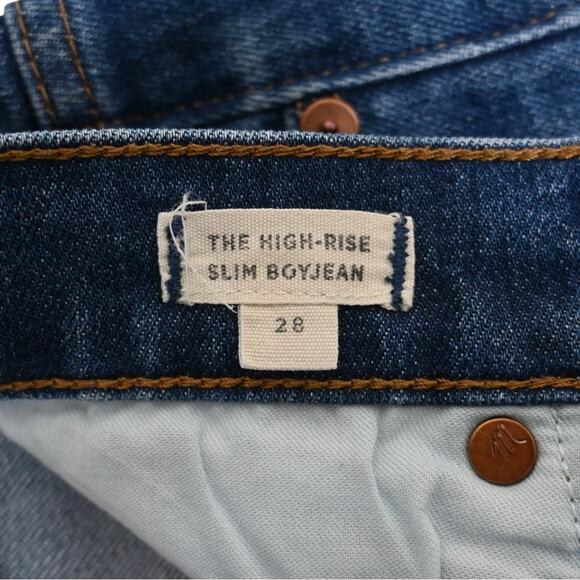 THE HIGH-RISE
SLIM BOYJEAN
28